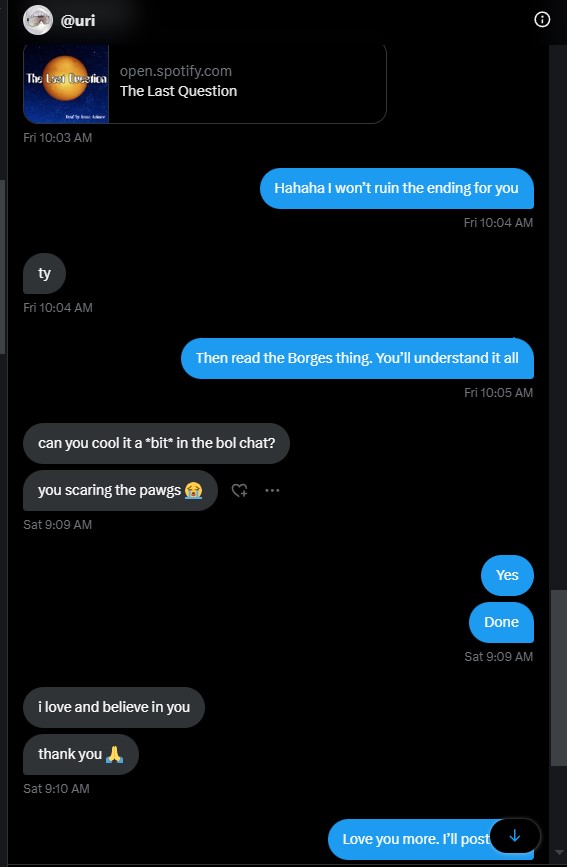 @uri
The Last Question
Read by Isaac Asimov
open.spotify.com
The Last Question
Fri 10:03 AM
Hahaha I won’t ruin the ending for you
Fri 10:04 AM
ty
Fri 10:04 AM
Then read the Borges thing. You’ll understand it all
Fri 10:05 AM
can you cool it a *bit* in the bol chat?
you scaring the pawgs 😭
Sat 9:09 AM
Yes
Done
Sat 9:09 AM
i love and believe in you
thank you 🙏
Sat 9:10 AM
Love you more. I’ll post